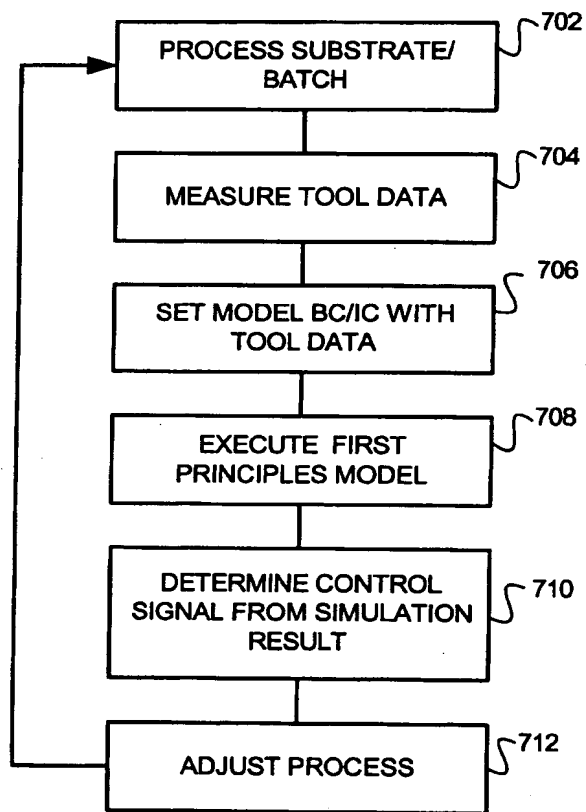 702
PROCESS SUBSTRATE/
BATCH
704
MEASURE TOOL DATA
706
SET MODEL BC/IC WITH
TOOL DATA
708
EXECUTE FIRST
PRINCIPLES MODEL
710
DETERMINE CONTROL
SIGNAL FROM SIMULATION
RESULT
712
ADJUST PROCESS